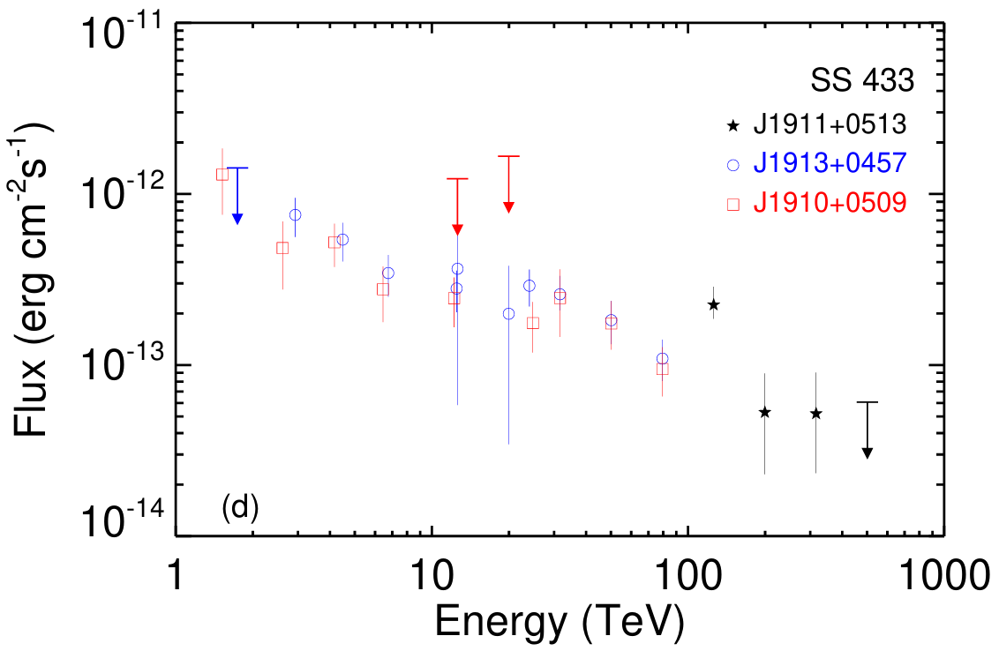 10⁻¹¹
SS 433
J1911+0513
J1913+0457
J1910+0509
10⁻¹²
10⁻¹³
10⁻¹⁴
Flux (erg cm⁻²s⁻¹)
(d)
1 10 100 1000
Energy (TeV)